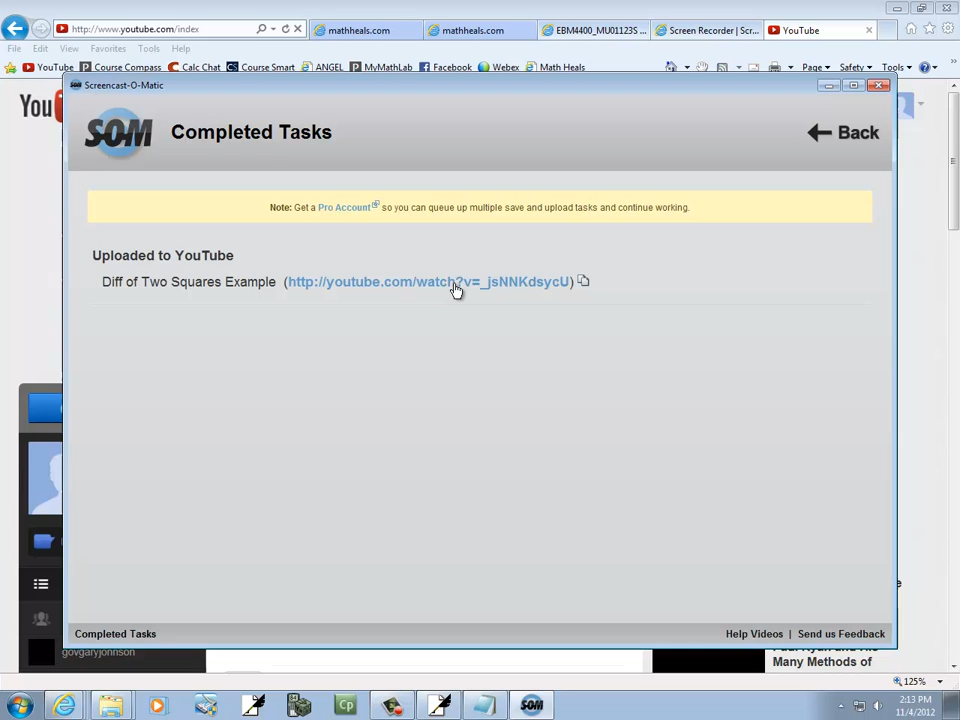 http://www.youtube.com/index
mathheals.com
mathheals.com
EBM4400_MU01123S ...
Screen Recorder | Scr...
YouTube
File Edit View Favorites Tools Help
YouTube Course Compass Calc Chat Course Smart ANGEL MyMathLab Facebook Webex Math Heals
Page Safety Tools
You
Screencast-O-Matic
SOM
Completed Tasks
Back
Note: Get a Pro Account so you can queue up multiple save and upload tasks and continue working.
Uploaded to YouTube
Diff of Two Squares Example (http://youtube.com/watch?v=_jsNNKdsycU)
Completed Tasks
Help Videos | Send us Feedback
govgaryjohnson
Many Methods of
125%
Cp
SOM
2:13 PM
11/4/2012